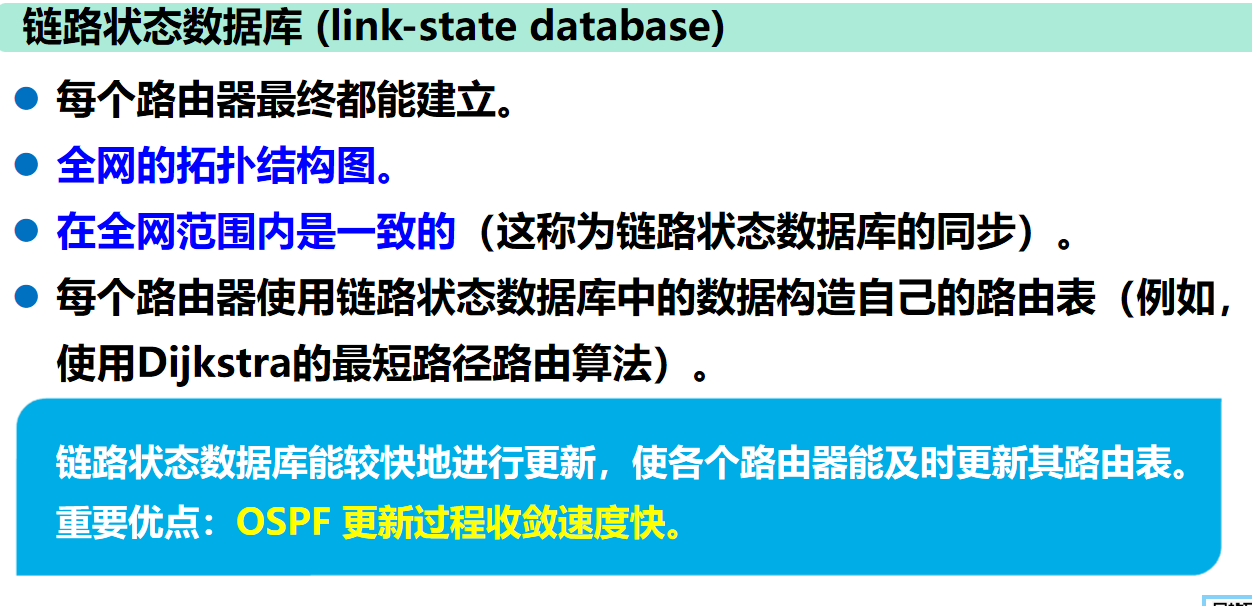 链路状态数据库 (link-state database)
每个路由器最终都能建立。
全网的拓扑结构图。
在全网范围内是一致的（这称为链路状态数据库的同步）。
每个路由器使用链路状态数据库中的数据构造自己的路由表（例如，
使用Dijkstra的最短路径路由算法）。
链路状态数据库能较快地进行更新，使各个路由器能及时更新其路由表。
重要优点：OSPF 更新过程收敛速度快。